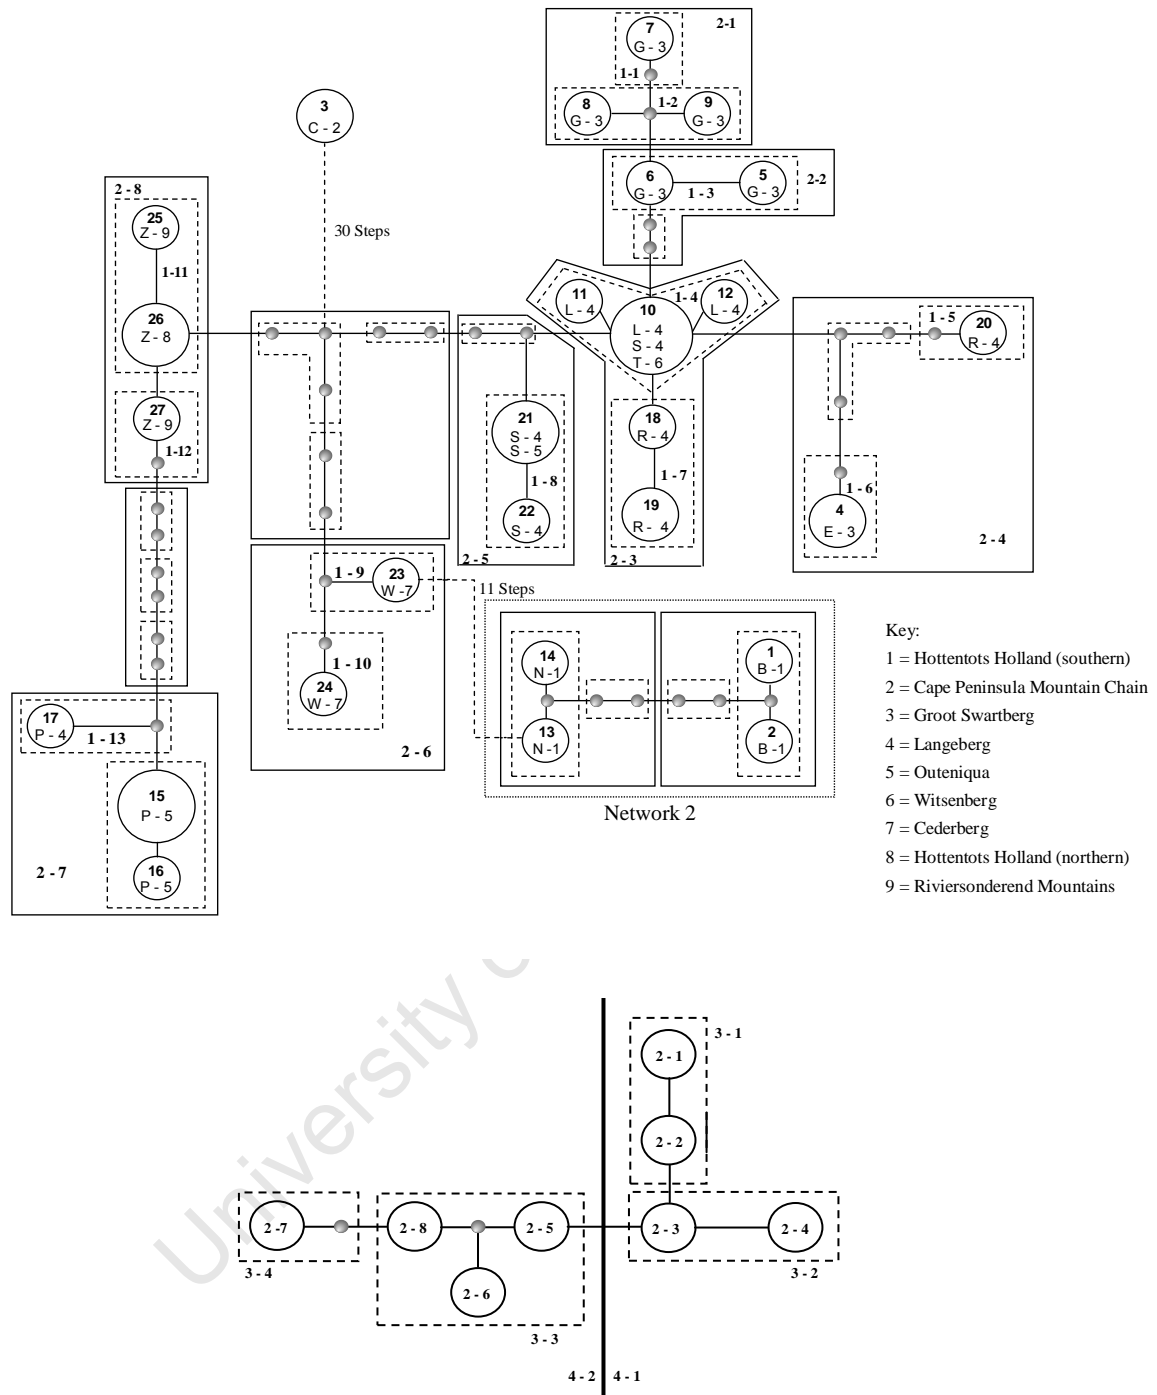 7
G - 3
2-1
1-1
8
G - 3
1-2
9
G - 3
3
C - 2
30 Steps
6
G - 3
1 - 3
5
G - 3
2-2
2 - 8
25
Z - 9
1-11
26
Z - 8
27
Z - 9
1-12
11
L - 4
10
L - 4
S - 4
T - 6
1- 4
12
L - 4
1 - 5
20
R - 4
21
S - 4
S - 5
1 - 8
22
S - 4
2 - 5
18
R - 4
1 - 7
19
R - 4
2 - 3
1 - 6
4
E - 3
2 - 4
1 - 9
23
W -7
11 Steps
1 - 10
24
W - 7
2 - 6
14
N -1
13
N -1
1
B -1
2
B -1
Network 2
17
P - 4
1 - 13
15
P - 5
16
P - 5
2 - 7
Key:
1 = Hottentots Holland (southern)
2 = Cape Peninsula Mountain Chain
3 = Groot Swartberg
4 = Langeberg
5 = Outeniqua
6 = Witsenberg
7 = Cederberg
8 = Hottentots Holland (northern)
9 = Riviersonderend Mountains
University
3 - 1
2 - 1
2 - 2
2 - 7
2 - 8
2 - 5
2 - 3
2 - 4
3 - 4
2 - 6
3 - 2
3 - 3
4 - 2
4 - 1